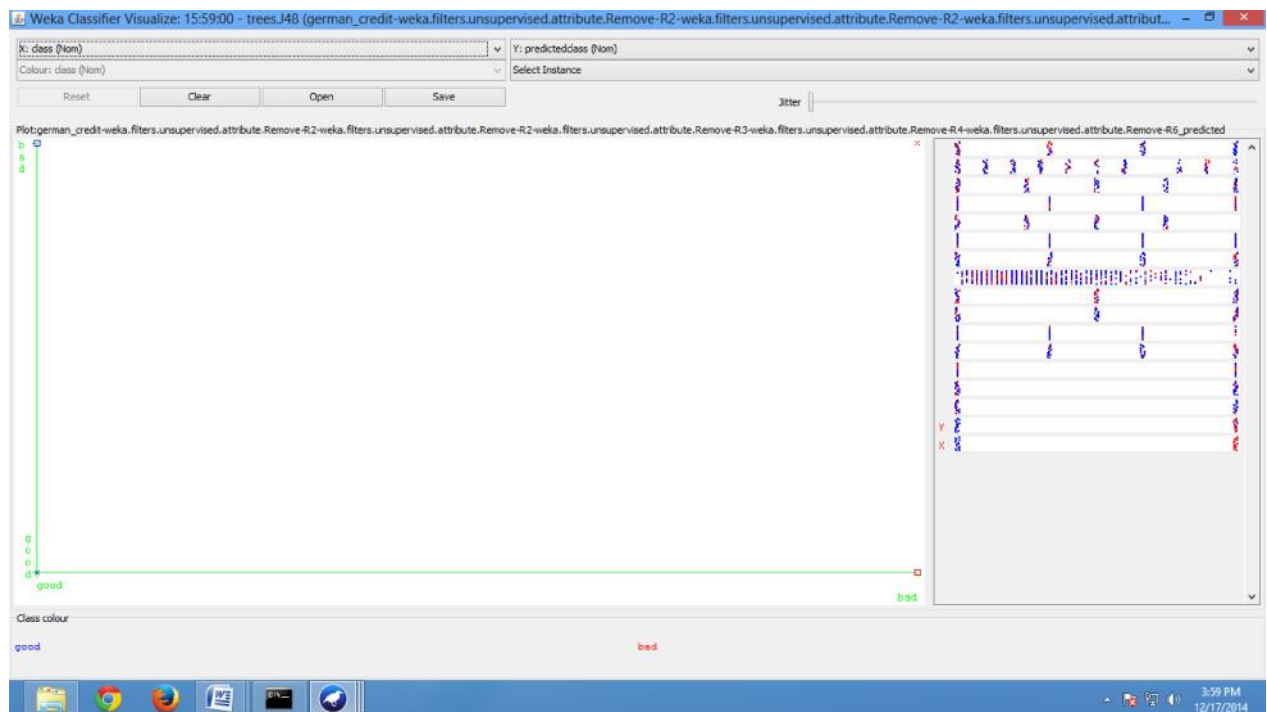 Weka Classifier Visualize: 15:59:00 - trees.J48 (german_credit-weka.filters.unsupervised.attribute.Remove-R2-weka.filters.unsupervised.attribute.Remove-R2-weka.filters.unsupervised.attribut...
X: class (Nom)
Y: predictedclass (Nom)
Colour: class (Nom)
Select Instance
Reset
Clear
Open
Save
Jitter
Plot:german_credit-weka.filters.unsupervised.attribute.Remove-R2-weka.filters.unsupervised.attribute.Remove-R2-weka.filters.unsupervised.attribute.Remove-R3-weka.filters.unsupervised.attribute.Remove-R4-weka.filters.unsupervised.attribute.Remove-R6_predicted
bad
good
good
bad
Y
X
Class colour
good
bad
3:59 PM
12/17/2014